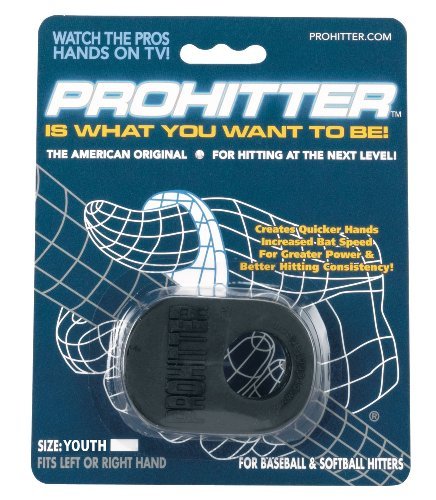 WATCH THE PROS
HANDS ON TV!
PROHITTER.COM
PROHITTER™
IS WHAT YOU WANT TO BE!
THE AMERICAN ORIGINAL • FOR HITTING AT THE NEXT LEVEL!
Creates Quicker Hands
Increased Bat Speed
For Greater Power &
Better Hitting Consistency!
PROHITTER
®
SIZE: YOUTH
FITS LEFT OR RIGHT HAND
FOR BASEBALL & SOFTBALL HITTERS